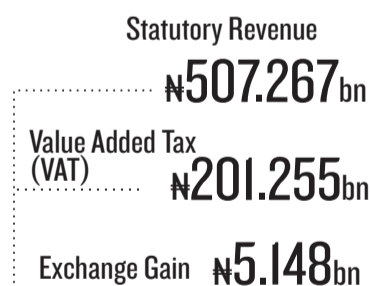 Statutory Revenue
₦507.267bn
Value Added Tax
(VAT)
₦201.255bn
Exchange Gain ₦5.148bn